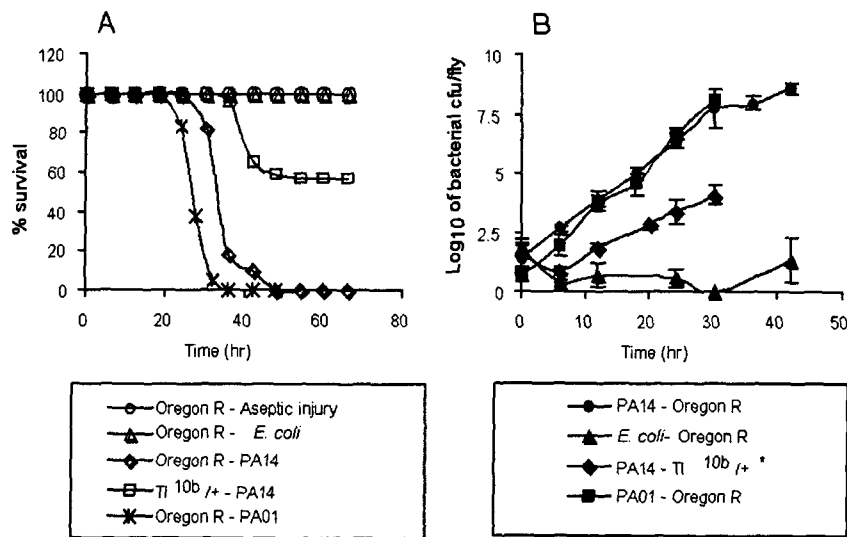 A
120
100
80
60
40
20
0
% survival
0 20 40 60 80
Time (hr)
Oregon R - Aseptic injury
Oregon R - E. coli
Oregon R - PA14
Tl 10b /+ - PA14
Oregon R - PA01
B
10
7.5
5
2.5
0
Log10 of bacterial cfu/fly
0 10 20 30 40 50
Time (hr)
PA14 - Oregon R
E. coli - Oregon R
PA14 - Tl 10b /+ *
PA01 - Oregon R